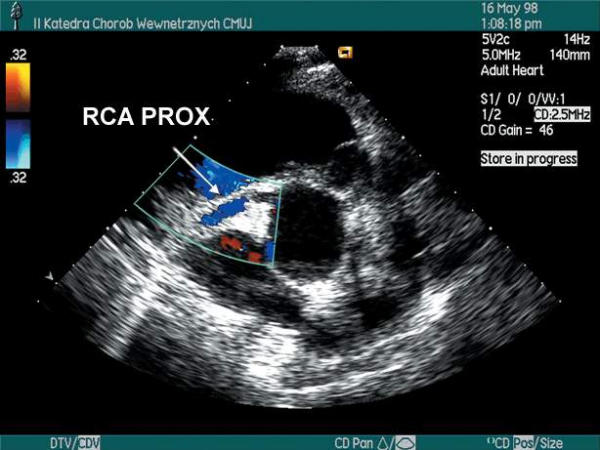 II Katedra Chorob Wewnetrznych CMUJ
16 May 98
1:08:18 pm
5V2c 14Hz
5.0MHz 140mm
Adult Heart
S1/ 0/ 0/VV:1
1/2 CD:2.5MHz
CD Gain = 46
Store in progress
.32
.32
RCA PROX
DTV/CDV
CD Pan
CD Pos/Size